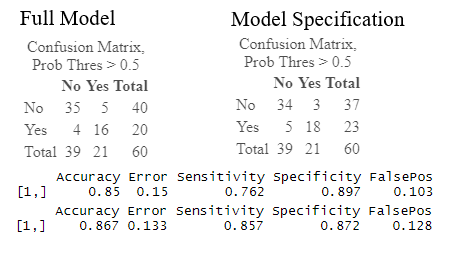 Full Model
Confusion Matrix,
Prob Thres > 0.5
No Yes Total
No 35 5 40
Yes 4 16 20
Total 39 21 60
Model Specification
Confusion Matrix,
Prob Thres > 0.5
No Yes Total
No 34 3 37
Yes 5 18 23
Total 39 21 60
Accuracy Error Sensitivity Specificity FalsePos
[1,] 0.85 0.15 0.762 0.897 0.103
Accuracy Error Sensitivity Specificity FalsePos
[1,] 0.867 0.133 0.857 0.872 0.128